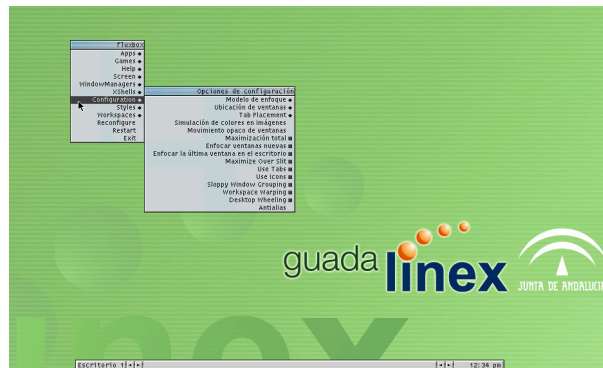 fluxbox
Apps
Games
Help
Screen
WindowManagers
XShells
Configuration
Styles
Workspaces
Reconfigure
Restart
Exit
Opciones de configuración
Modelo de enfoque
Ubicación de ventanas
Tab Placement
Simulación de colores en imágenes
Movimiento opaco de ventanas
Maximización total
Enfocar ventanas nuevas
Enfocar la última ventana en el escritorio
Maximize Over Slit
Use Tabs
Use Icons
Sloppy Window Grouping
Workspace Warping
Desktop Wheeling
Antialias
guada linex
JUNTA DE ANDALUCIA
inex
Escritorio 1
12:34 pm